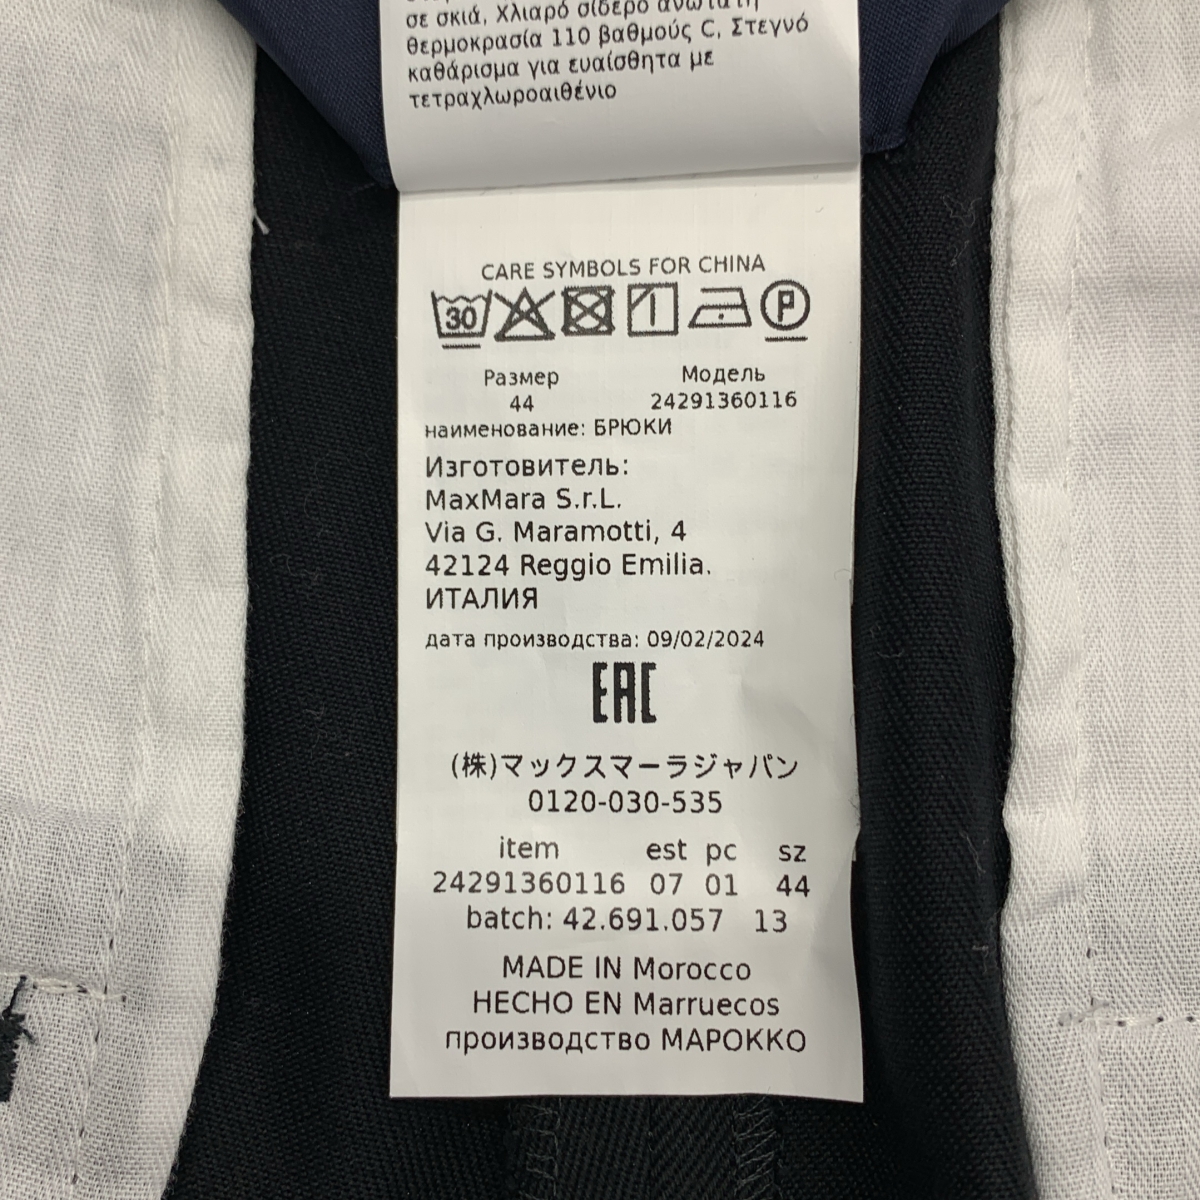 σε σκιά, Χλιαρό σίδερο ανώτατη
θερμοκρασία 110 βαθμούς C, Στεγνό
καθάρισμα για ευαίσθητα με
τετραχλωροαιθένιο
CARE SYMBOLS FOR CHINA
30 P
Размер Модель
44 24291360116
наименование: БРЮКИ
Изготовитель:
MaxMara S.r.L.
Via G. Maramotti, 4
42124 Reggio Emilia.
ИТАЛИЯ
дата производства: 09/02/2024
EAC
(株)マックスマーラジャパン
0120-030-535
item est pc sz
24291360116 07 01 44
batch: 42.691.057 13
MADE IN Morocco
HECHO EN Marruecos
производство МАРОККО